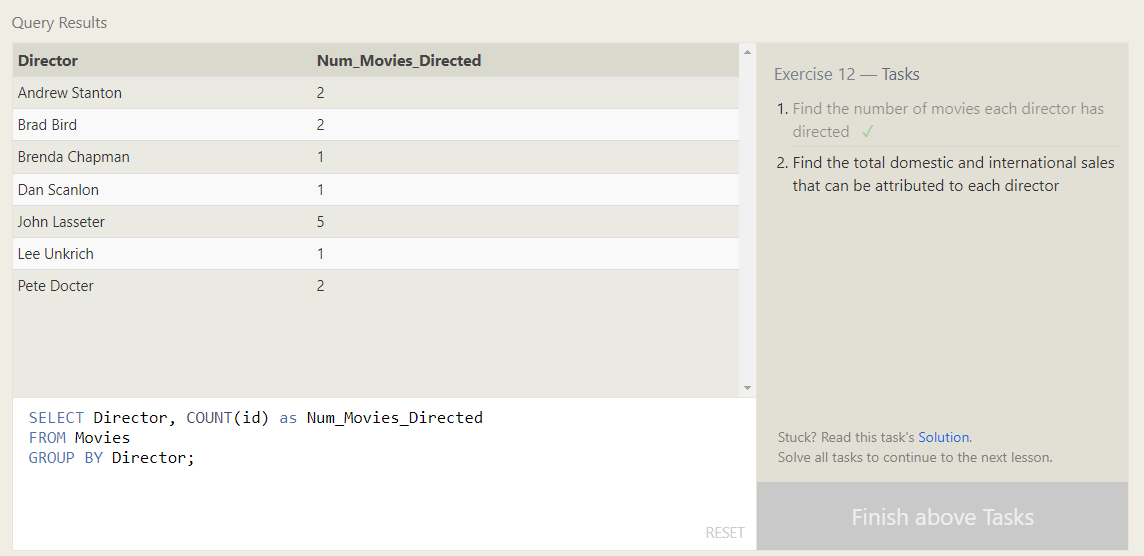 Query Results
Director Num_Movies_Directed
Andrew Stanton 2
Brad Bird 2
Brenda Chapman 1
Dan Scanlon 1
John Lasseter 5
Lee Unkrich 1
Pete Docter 2
SELECT Director, COUNT(id) as Num_Movies_Directed
FROM Movies
GROUP BY Director;
RESET
Exercise 12 — Tasks
1. Find the number of movies each director has
directed ✓
2. Find the total domestic and international sales
that can be attributed to each director
Stuck? Read this task's Solution.
Solve all tasks to continue to the next lesson.
Finish above Tasks